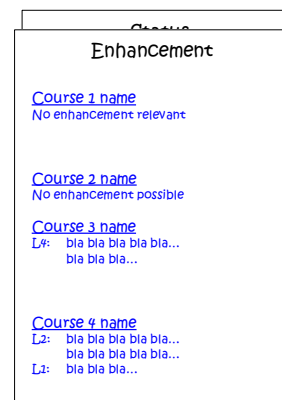 Status
Enhancement
Course 1 name
No enhancement relevant
Course 2 name
No enhancement possible
Course 3 name
L4: bla bla bla bla bla...
bla bla bla...
Course 4 name
L2: bla bla bla bla bla...
bla bla bla bla bla...
L1: bla bla bla...